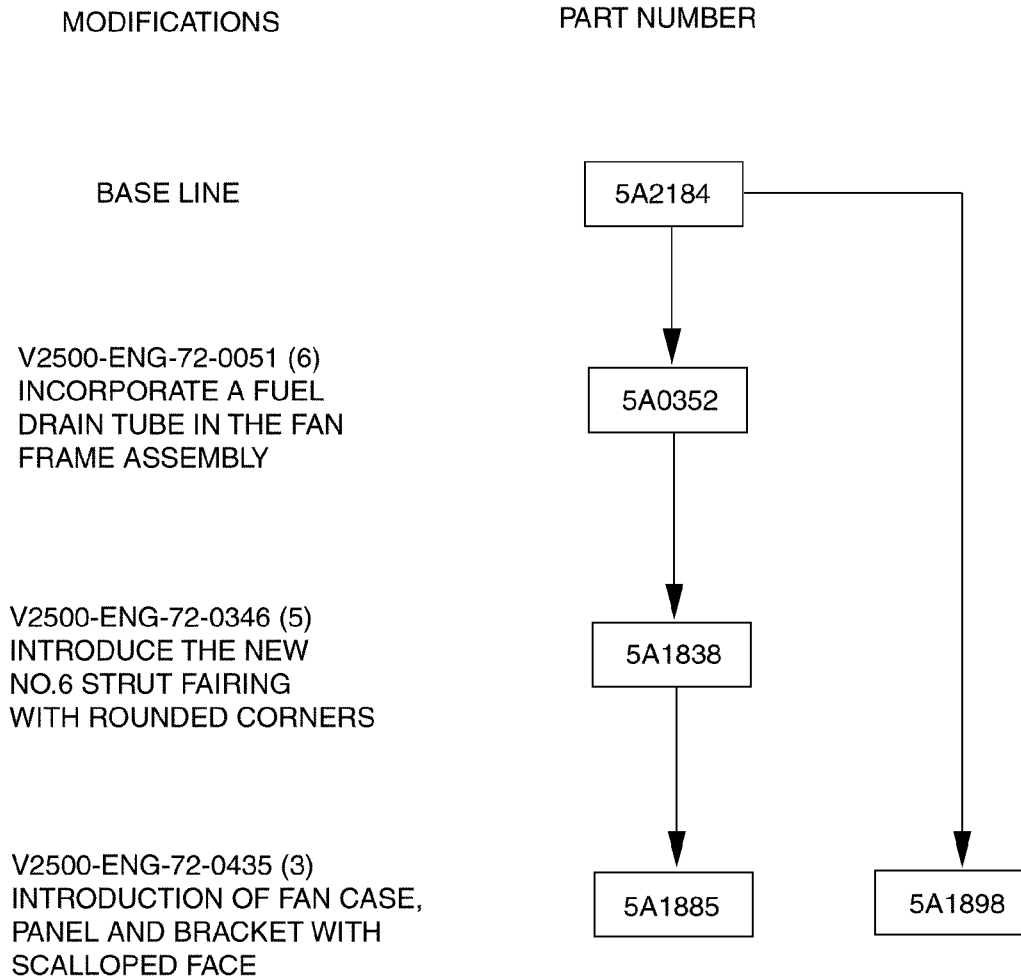 MODIFICATIONS
PART NUMBER
BASE LINE
5A2184
V2500-ENG-72-0051 (6)
INCORPORATE A FUEL
DRAIN TUBE IN THE FAN
FRAME ASSEMBLY
5A0352
V2500-ENG-72-0346 (5)
INTRODUCE THE NEW
NO.6 STRUT FAIRING
WITH ROUNDED CORNERS
5A1838
V2500-ENG-72-0435 (3)
INTRODUCTION OF FAN CASE,
PANEL AND BRACKET WITH
SCALLOPED FACE
5A1885
5A1898